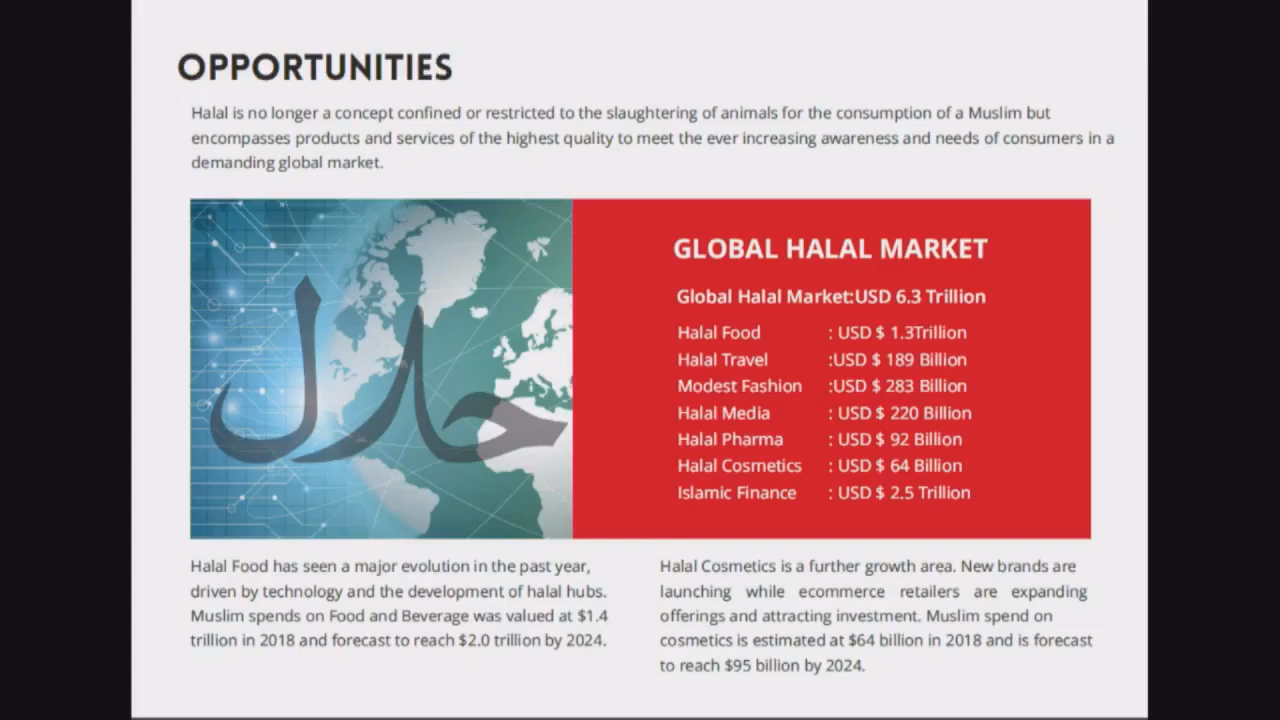 OPPORTUNITIES
Halal is no longer a concept confined or restricted to the slaughtering of animals for the consumption of a Muslim but
encompasses products and services of the highest quality to meet the ever increasing awareness and needs of consumers in a
demanding global market.
حلال
GLOBAL HALAL MARKET
Global Halal Market:USD 6.3 Trillion
Halal Food : USD $ 1.3Trillion
Halal Travel :USD $ 189 Billion
Modest Fashion :USD $ 283 Billion
Halal Media : USD $ 220 Billion
Halal Pharma : USD $ 92 Billion
Halal Cosmetics : USD $ 64 Billion
Islamic Finance : USD $ 2.5 Trillion
Halal Food has seen a major evolution in the past year,
driven by technology and the development of halal hubs.
Muslim spends on Food and Beverage was valued at $1.4
trillion in 2018 and forecast to reach $2.0 trillion by 2024.
Halal Cosmetics is a further growth area. New brands are
launching while ecommerce retailers are expanding
offerings and attracting investment. Muslim spend on
cosmetics is estimated at $64 billion in 2018 and is forecast
to reach $95 billion by 2024.